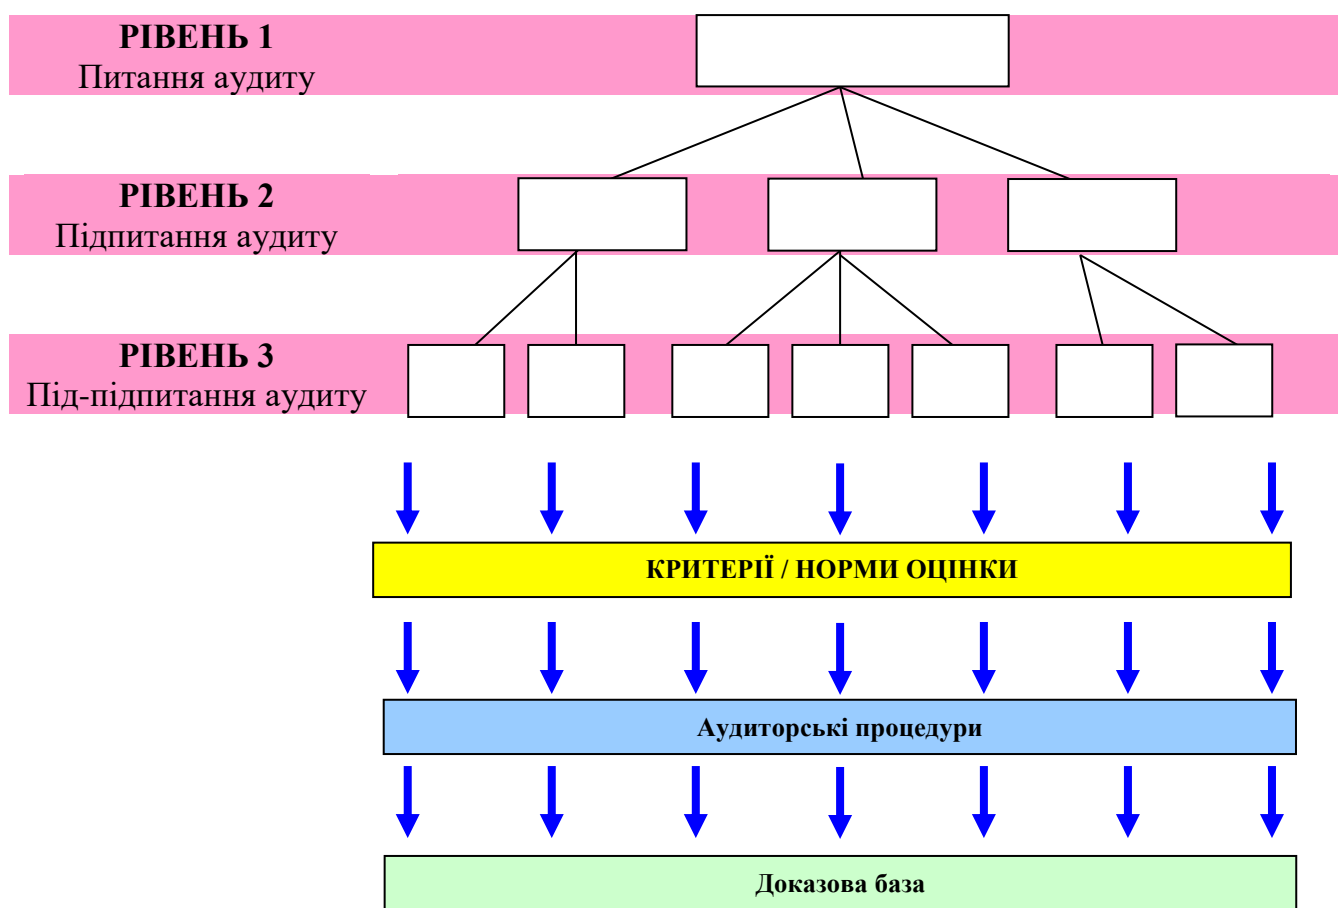 РІВЕНЬ 1
Питання аудиту
РІВЕНЬ 2
Підпитання аудиту
РІВЕНЬ 3
Під-підпитання аудиту
КРИТЕРІЇ / НОРМИ ОЦІНКИ
Аудиторські процедури
Доказова база